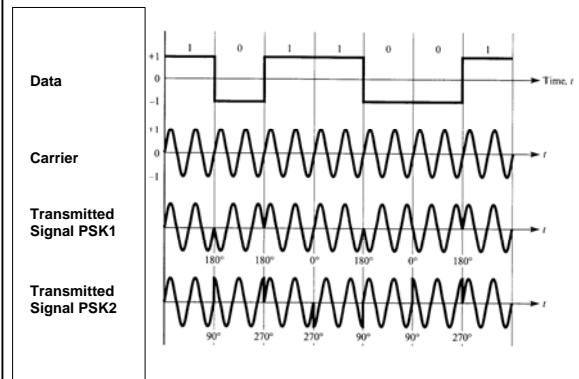 1 0 1 1 0 0 1
+1
Data
0
Time, t
−1
+1
Carrier
0
t
−1
Transmitted
Signal PSK1
t
180° 180° 0° 180° 0° 180°
Transmitted
Signal PSK2
t
90° 270° 270° 90° 90° 270°